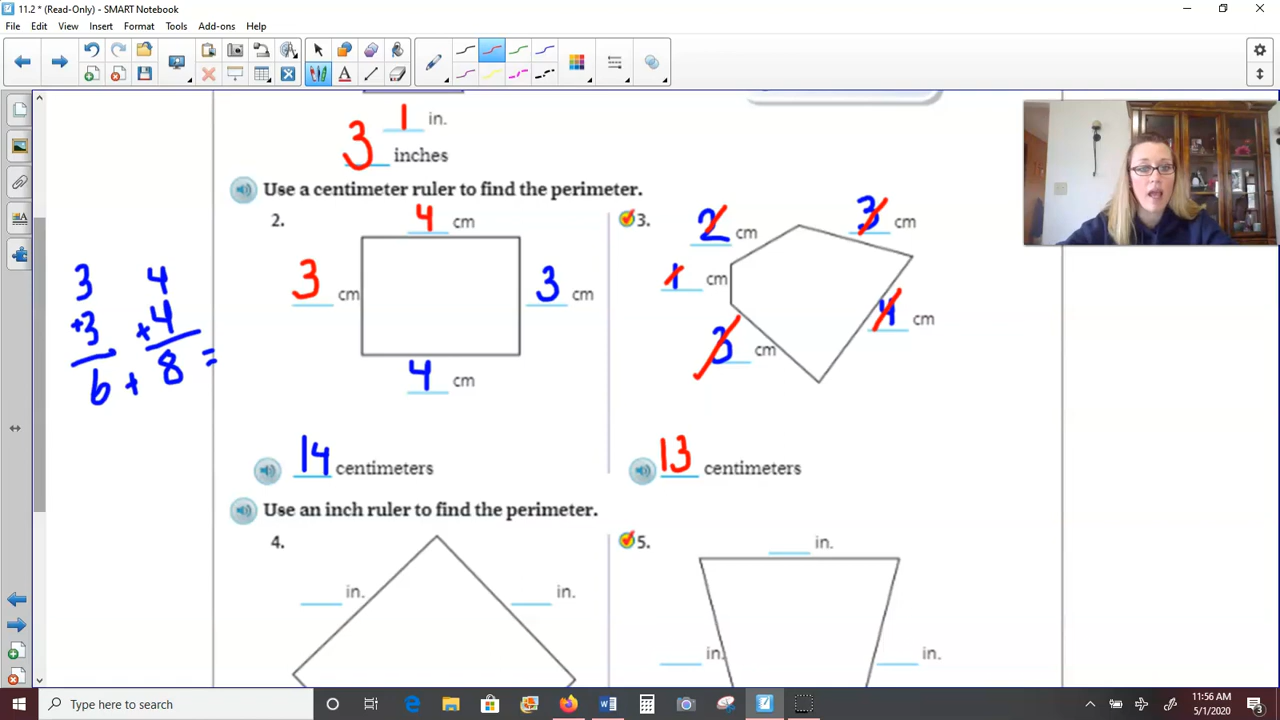 11.2 * (Read-Only) - SMART Notebook
File Edit View Insert Format Tools Add-ons Help
1 in.
3 inches
Use a centimeter ruler to find the perimeter.
2. 4 cm
3 cm
3 cm
4 cm
14 centimeters
3 4
+3 +4
6 + 8 =
3. 2 cm
3 cm
1 cm
4 cm
3 cm
13 centimeters
Use an inch ruler to find the perimeter.
4. in. in.
5. in.
in. in.
Type here to search
11:56 AM
5/1/2020
3